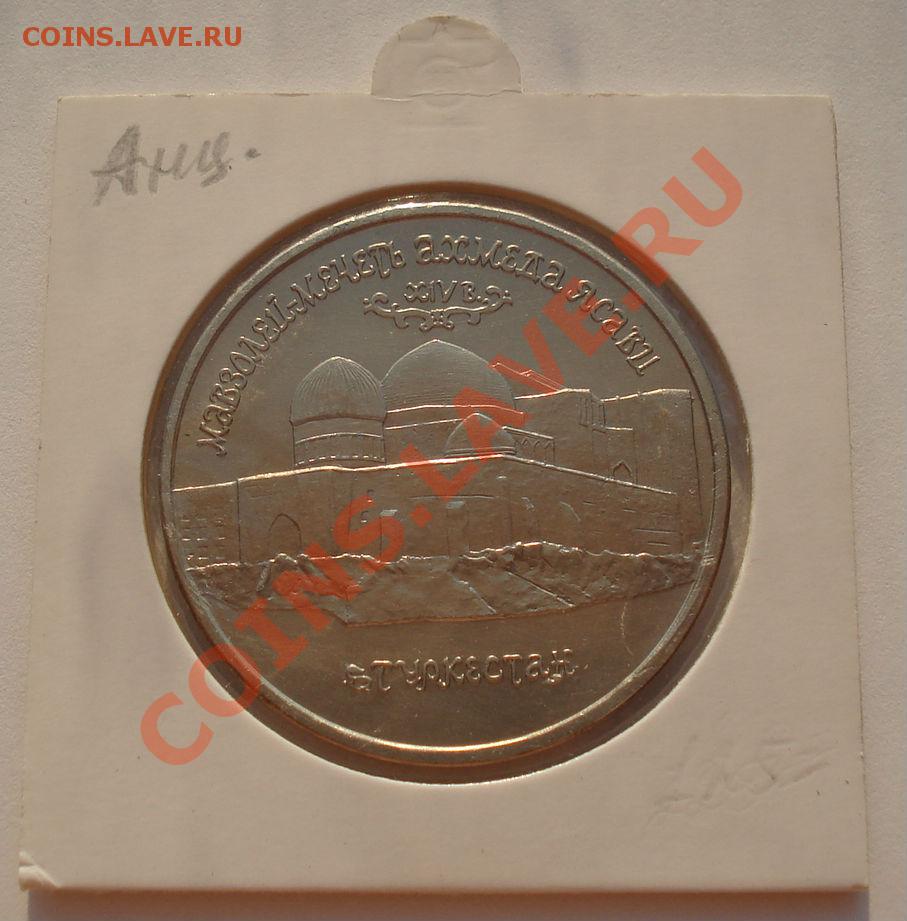 COINS.LAVE.RU
Анц.
МАВЗОЛЕЙ-МЕЧЕТЬ АХМЕДА ЯСАВИ
XIV В.
COINS.LAVE.RU
Г ТУРКЕСТАН